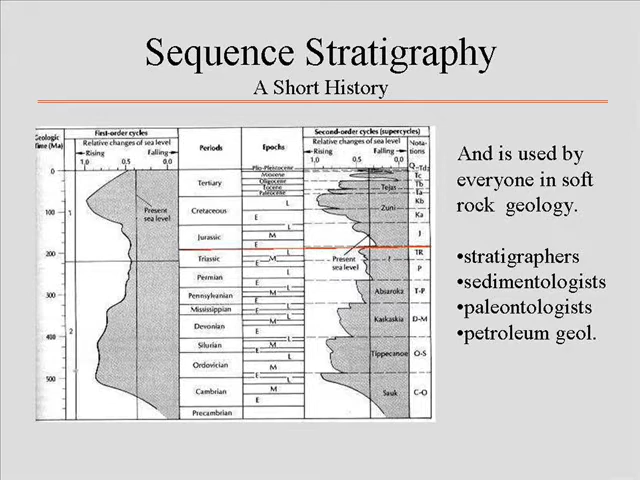 Sequence Stratigraphy
A Short History
And is used by
everyone in soft
rock geology.
•stratigraphers
•sedimentologists
•paleontologists
•petroleum geol.
Geologic
Time (Ma)
First-order cycles
Relative changes of sea level
Rising
Falling
1.0
0.5
0.0
Periods
Epochs
Second-order cycles (supercycles)
Relative changes of sea level
Rising
Falling
1.0
0.5
0.0
Nota-
tions
0
100
200
300
400
500
1
2
Present
sea level
Tertiary
Cretaceous
Jurassic
Triassic
Permian
Pennsylvanian
Mississippian
Devonian
Silurian
Ordovician
Cambrian
Precambrian
Plio-Pleistocene
Miocene
Oligocene
Eocene
Paleocene
L
E
L
M
E
L
M
E
L
E
L
M
E
L
M
E
L
E
L
M
E
L
M
E
Tejas
Zuni
Present
sea level
Absaroka
Kaskaskia
Tippecanoe
Sauk
Tc
Tb
Ta
Kb
Ka
J
TR
P
T-P
D-M
O-S
C-O